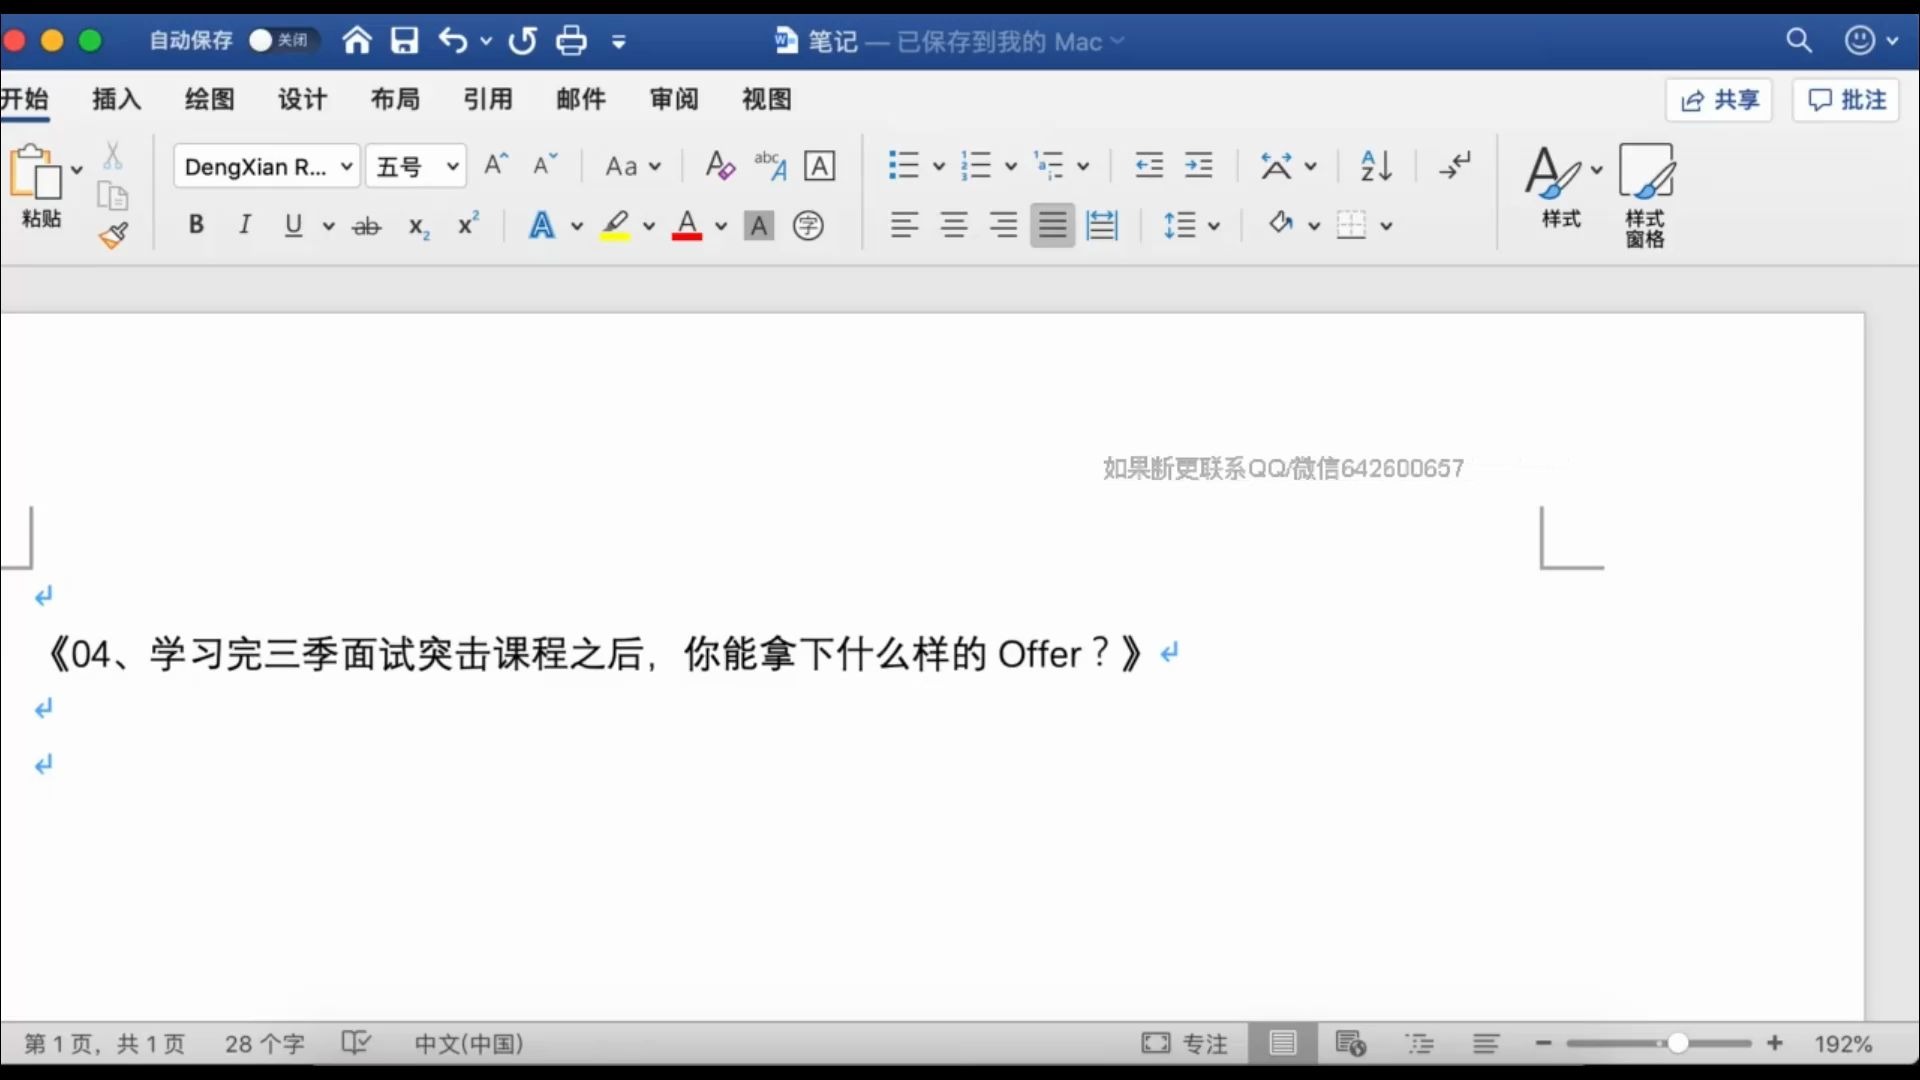 自动保存 关闭 笔记 — 已保存到我的 Mac
开始 插入 绘图 设计 布局 引用 邮件 审阅 视图 共享 批注
粘贴 DengXian R... 五号 样式 样式窗格
如果断更联系QQ/微信642600657
《04、学习完三季面试突击课程之后，你能拿下什么样的 Offer？》
第 1 页，共 1 页 28 个字 中文(中国) 专注 192%